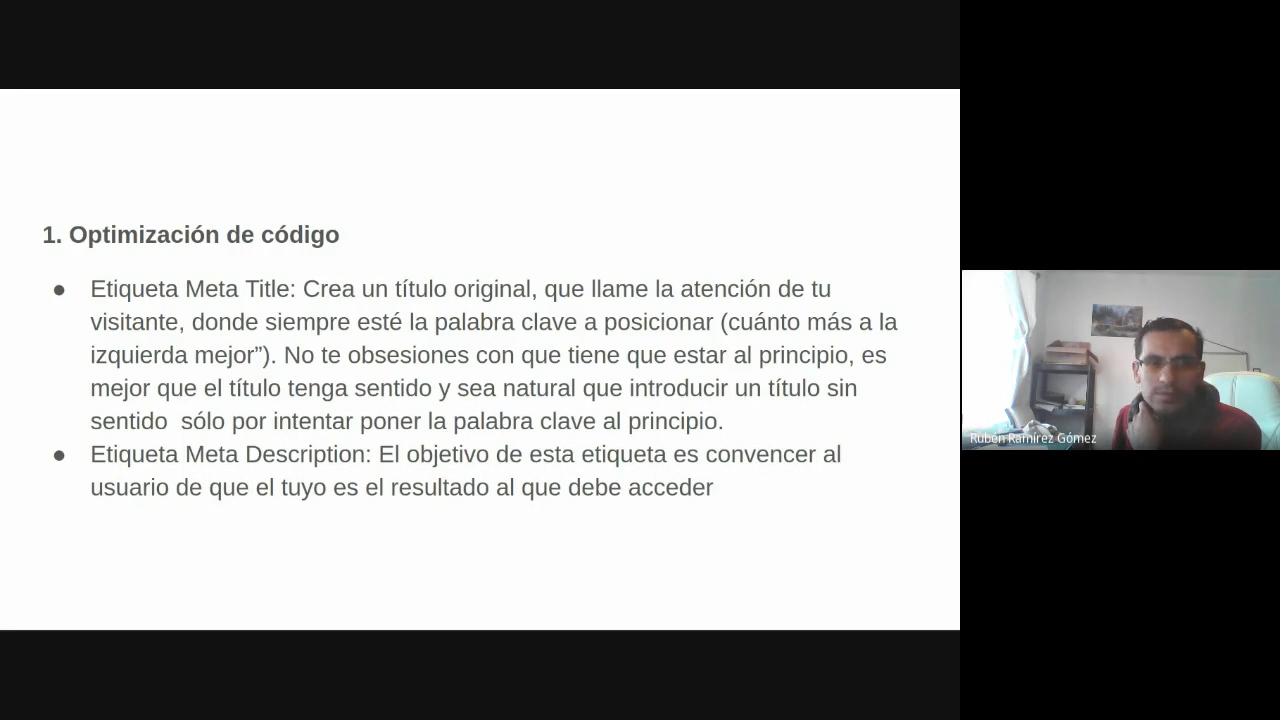 1. Optimización de código
● Etiqueta Meta Title: Crea un título original, que llame la atención de tu
visitante, donde siempre esté la palabra clave a posicionar (cuánto más a la
izquierda mejor”). No te obsesiones con que tiene que estar al principio, es
mejor que el título tenga sentido y sea natural que introducir un título sin
sentido  sólo por intentar poner la palabra clave al principio.
● Etiqueta Meta Description: El objetivo de esta etiqueta es convencer al
usuario de que el tuyo es el resultado al que debe acceder
Rubén Ramírez Gómez